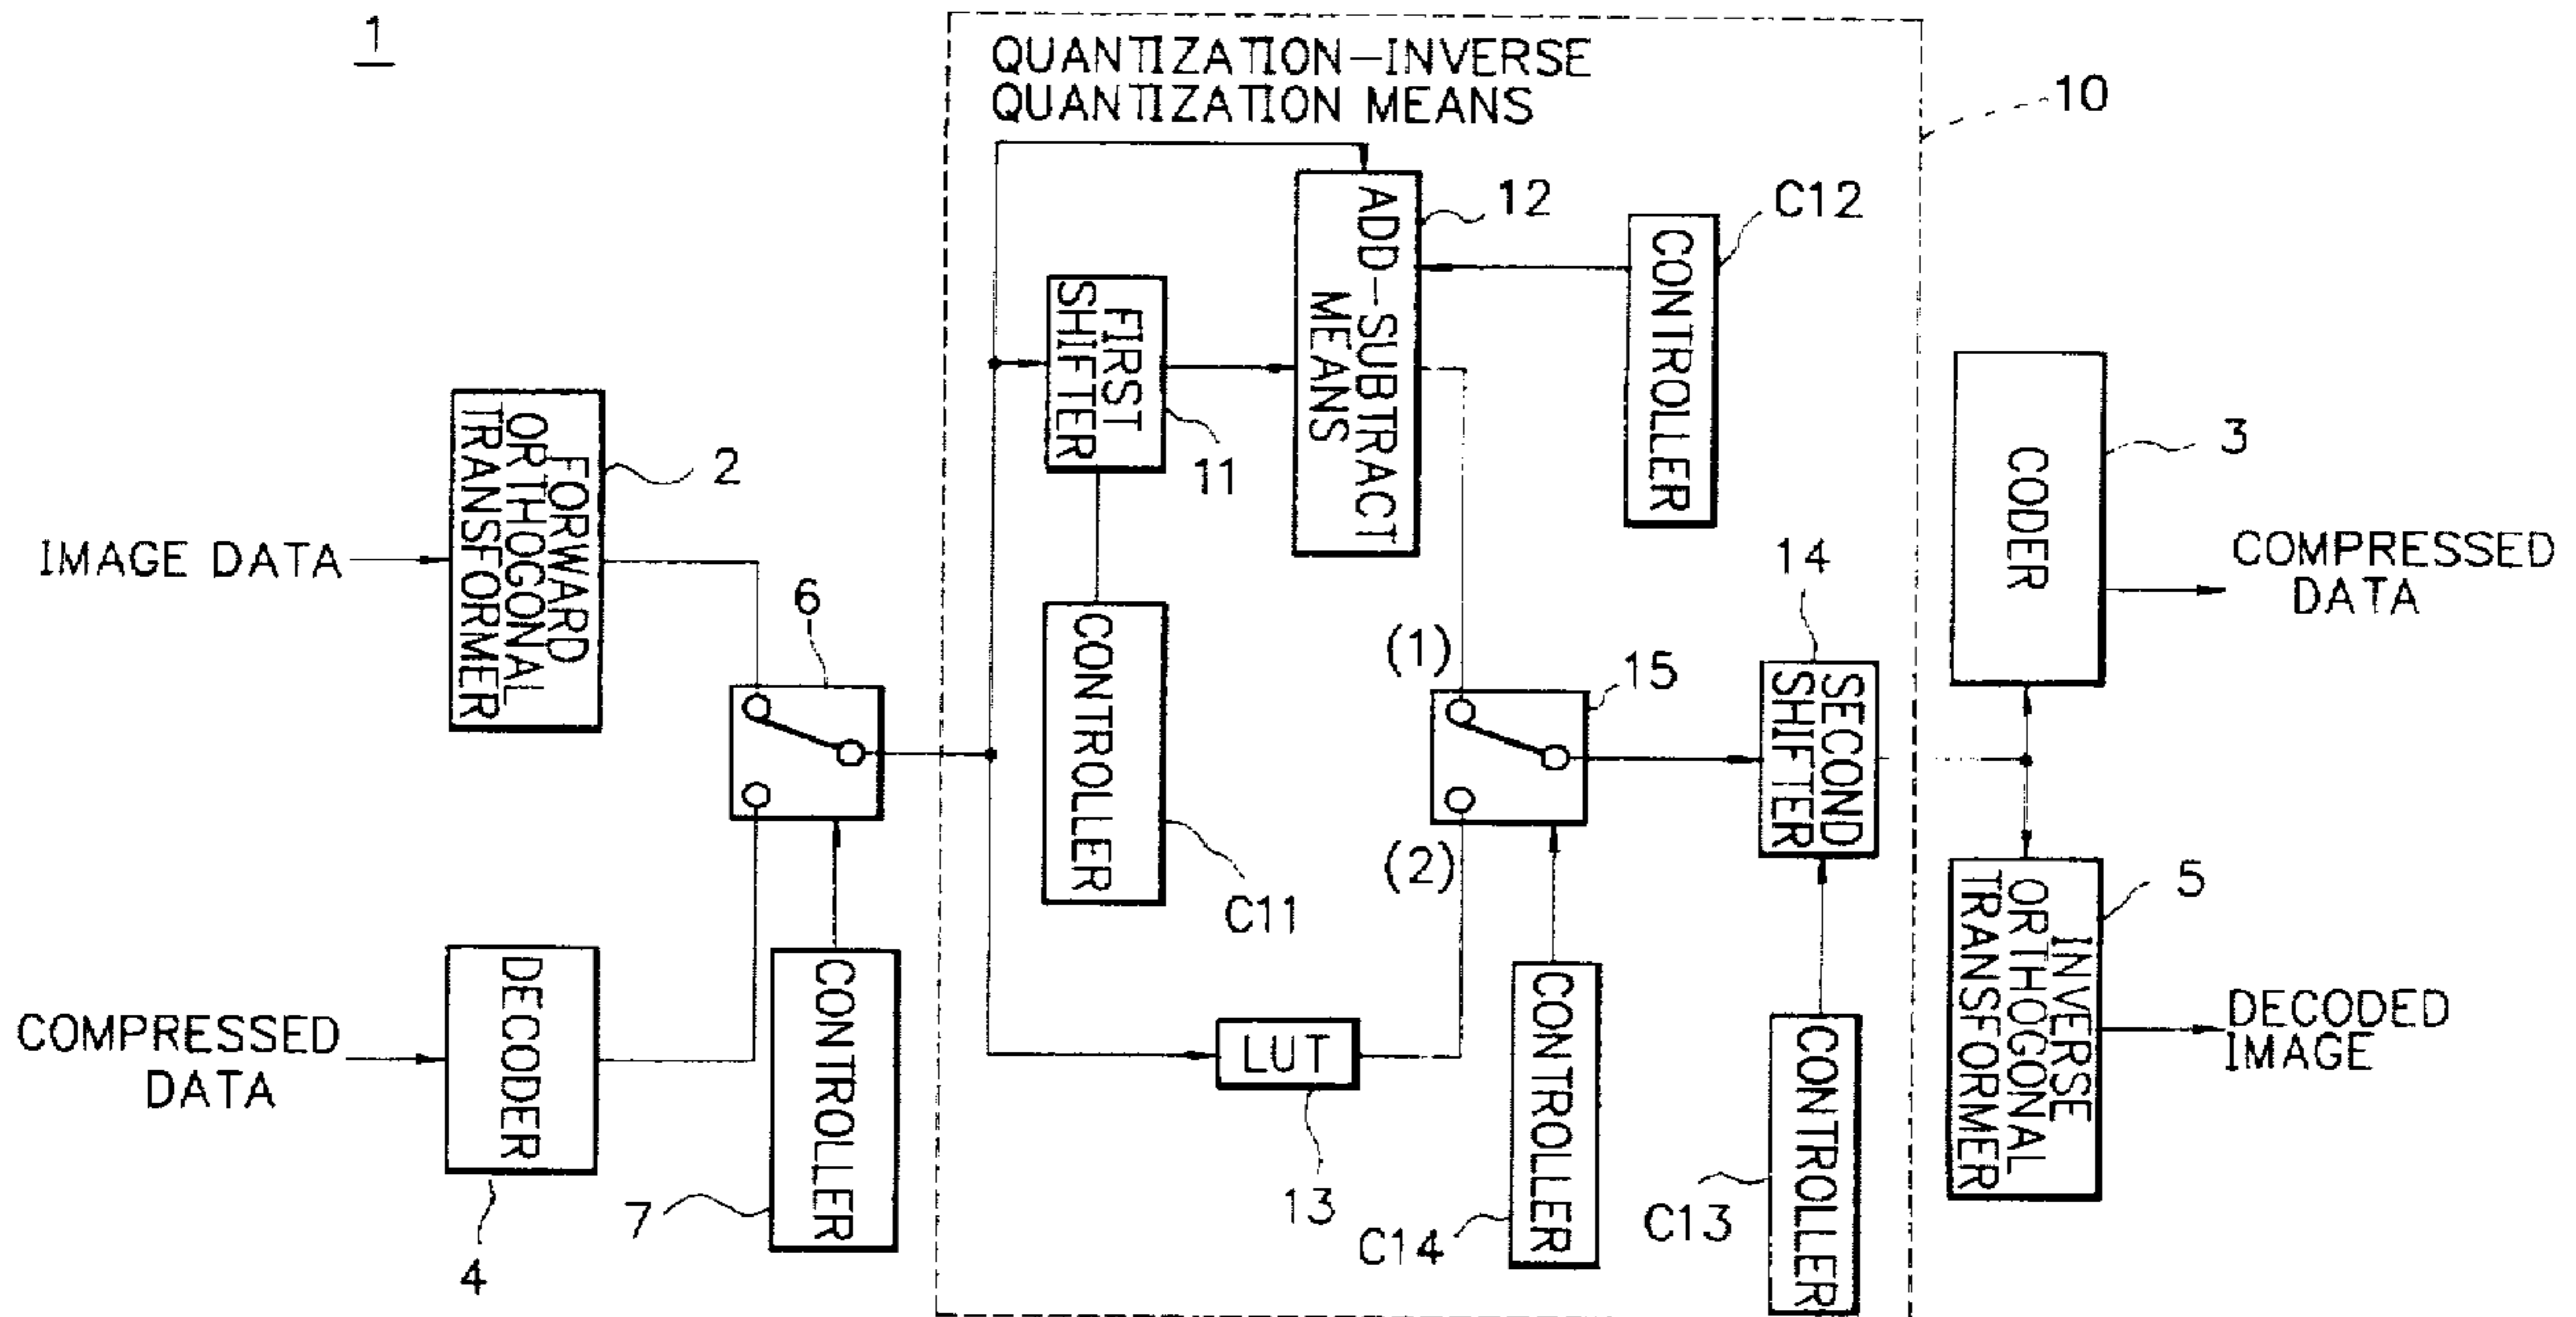 1
QUANTIZATION-INVERSE
QUANTIZATION MEANS
10
12
C12
ADD-SUBTRACT
MEANS
CONTROLLER
FIRST
SHIFTER
11
FORWARD
ORTHOGONAL
TRANSFORMER
2
3
CODER
IMAGE DATA
COMPRESSED
DATA
6
14
CONTROLLER
(1)
15
SECOND
SHIFTER
(2)
C11
5
INVERSE
ORTHOGONAL
TRANSFORMER
DECODER
CONTROLLER
COMPRESSED
DATA
LUT
CONTROLLER
CONTROLLER
DECODED
IMAGE
13
7
C14
C13
4